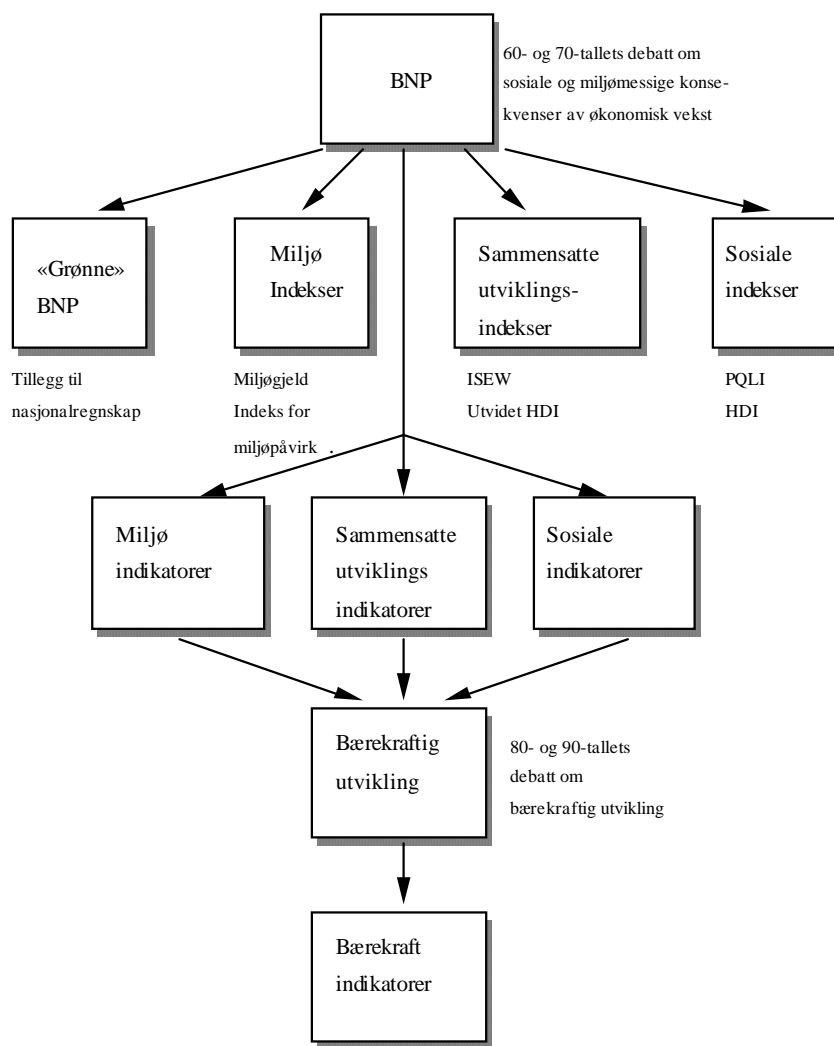 BNP
60- og 70-tallets debatt om
sosiale og miljømessige konse-
kvenser av økonomisk vekst
«Grønne»
BNP
Miljø
Indekser
Sammensatte
utviklings-
indekser
Sosiale
indekser
Tillegg til
nasjonalregnskap
Miljøgjeld
Indeks for
miljøpåvirk .
ISEW
Utvidet HDI
PQLI
HDI
Miljø
indikatorer
Sammensatte
utviklings
indikatorer
Sosiale
indikatorer
Bærekraftig
utvikling
80- og 90-tallets
debatt om
bærekraftig utvikling
Bærekraft
indikatorer